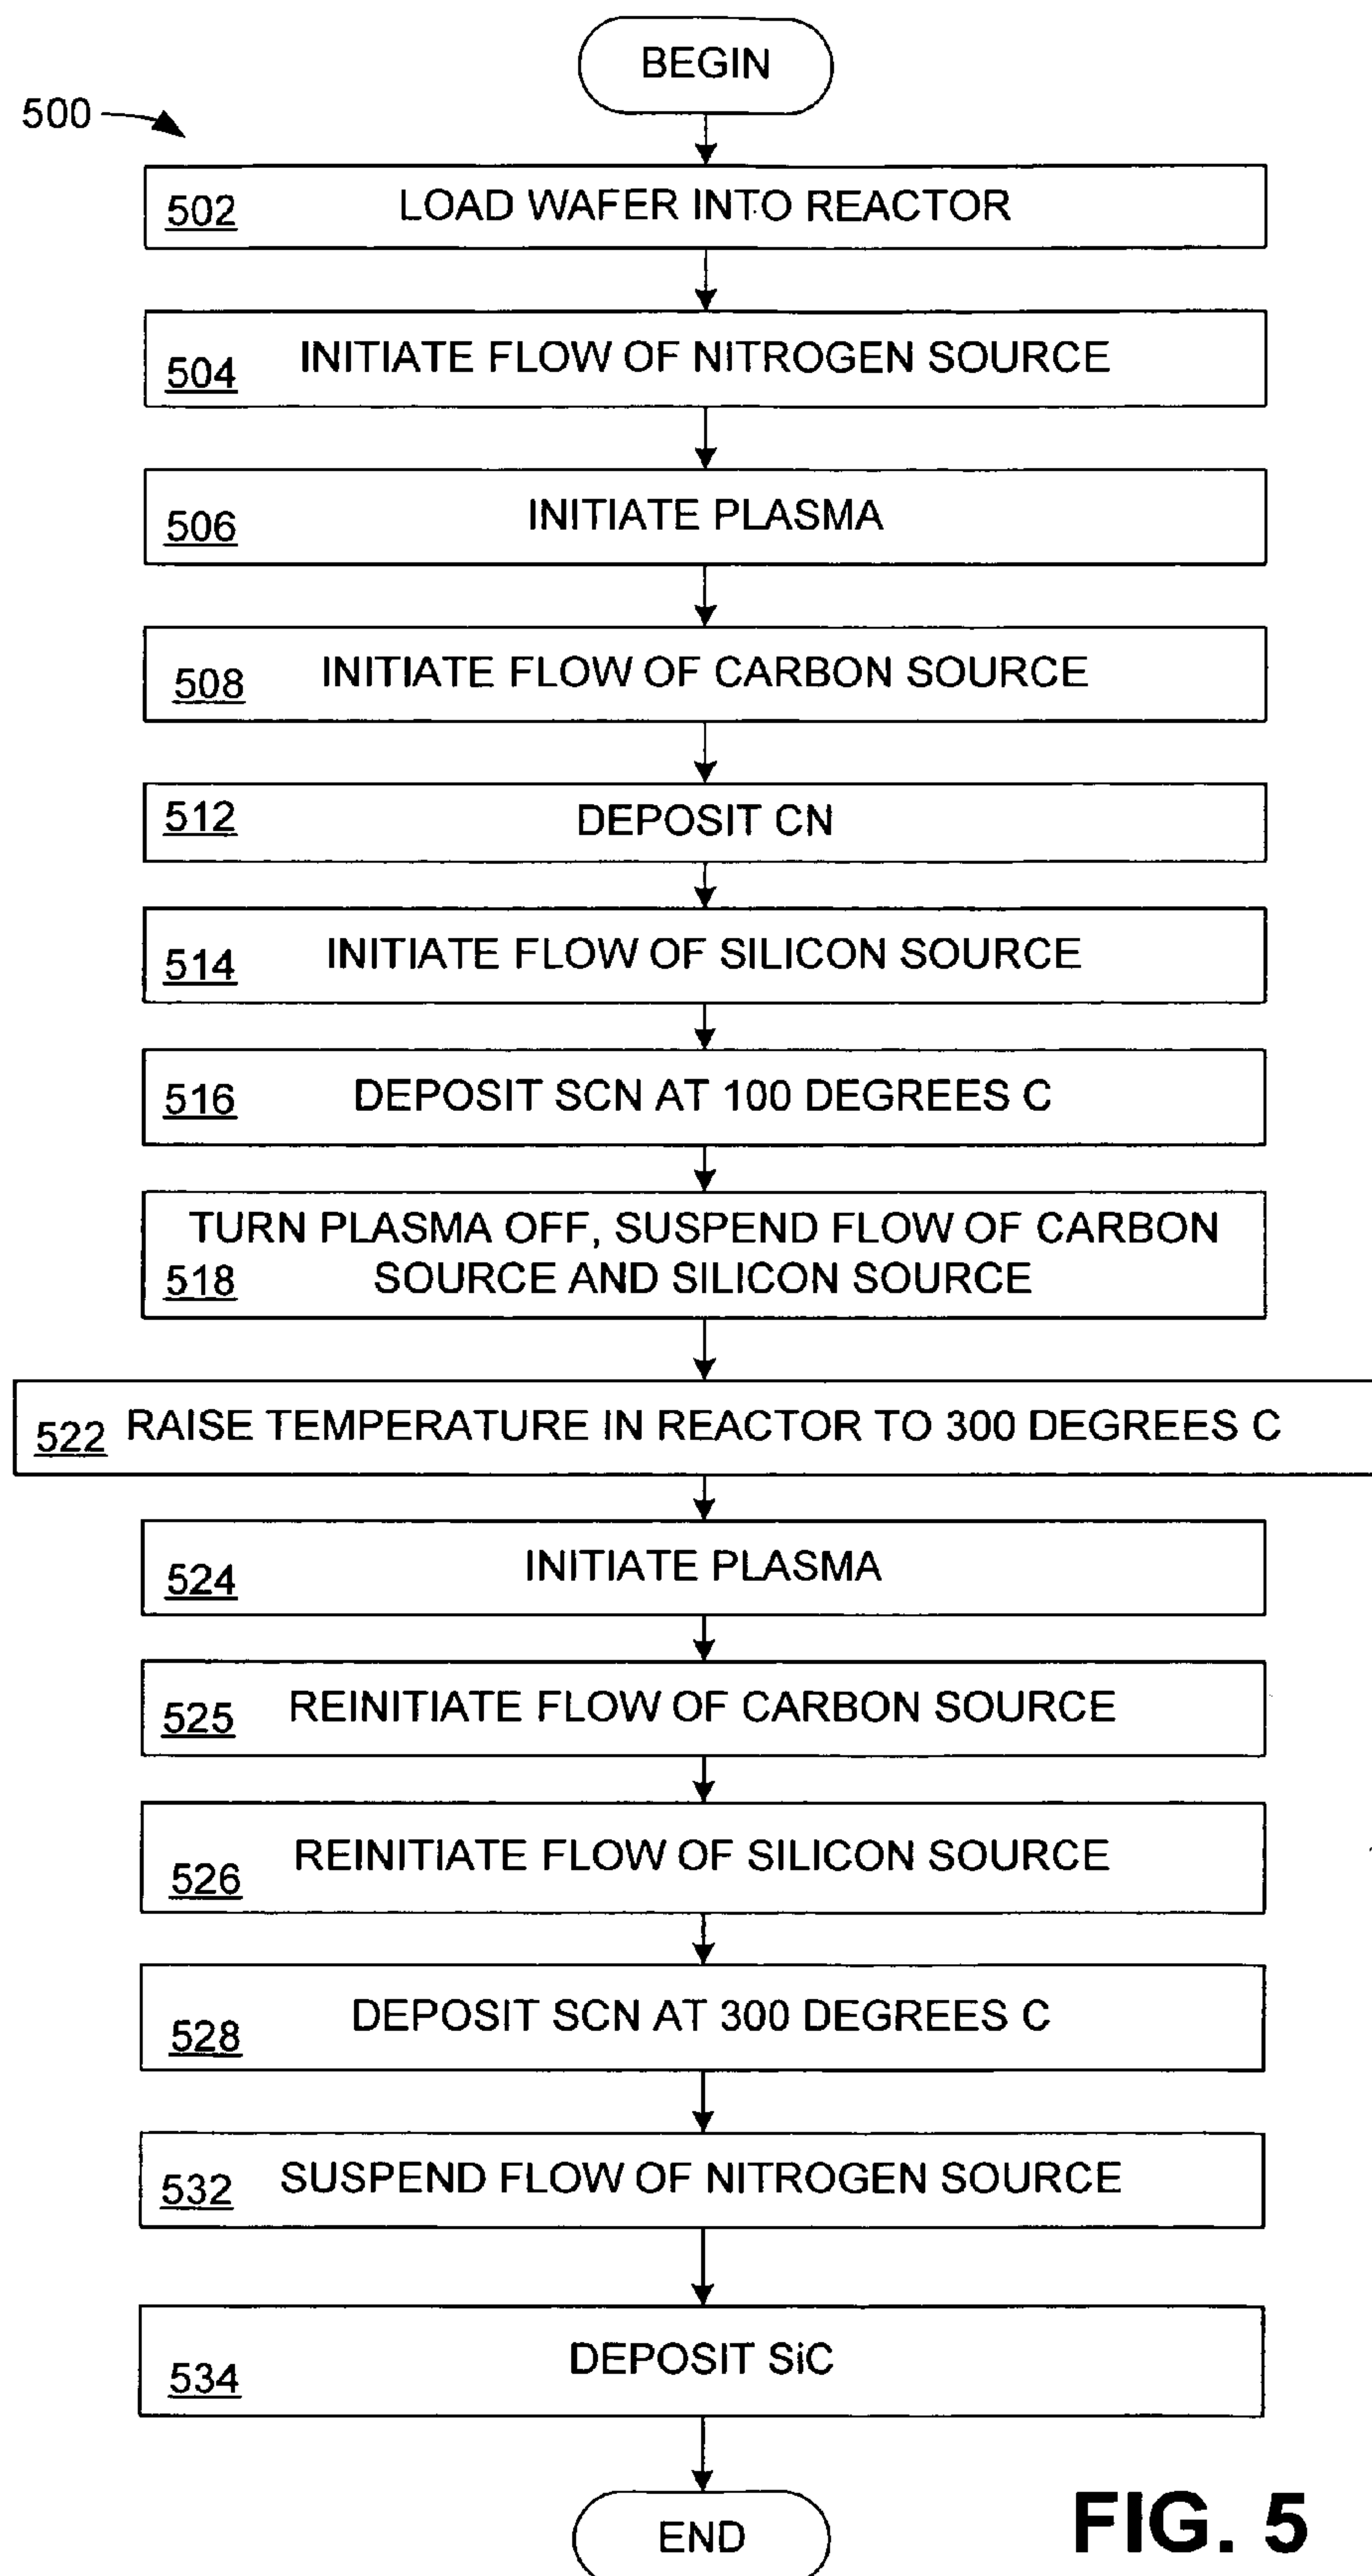 BEGIN
500
502 LOAD WAFER INTO REACTOR
504 INITIATE FLOW OF NITROGEN SOURCE
506 INITIATE PLASMA
508 INITIATE FLOW OF CARBON SOURCE
512 DEPOSIT CN
514 INITIATE FLOW OF SILICON SOURCE
516 DEPOSIT SCN AT 100 DEGREES C
TURN PLASMA OFF, SUSPEND FLOW OF CARBON
518 SOURCE AND SILICON SOURCE
522 RAISE TEMPERATURE IN REACTOR TO 300 DEGREES C
524 INITIATE PLASMA
525 REINITIATE FLOW OF CARBON SOURCE
526 REINITIATE FLOW OF SILICON SOURCE
528 DEPOSIT SCN AT 300 DEGREES C
532 SUSPEND FLOW OF NITROGEN SOURCE
534 DEPOSIT SiC
END
FIG. 5